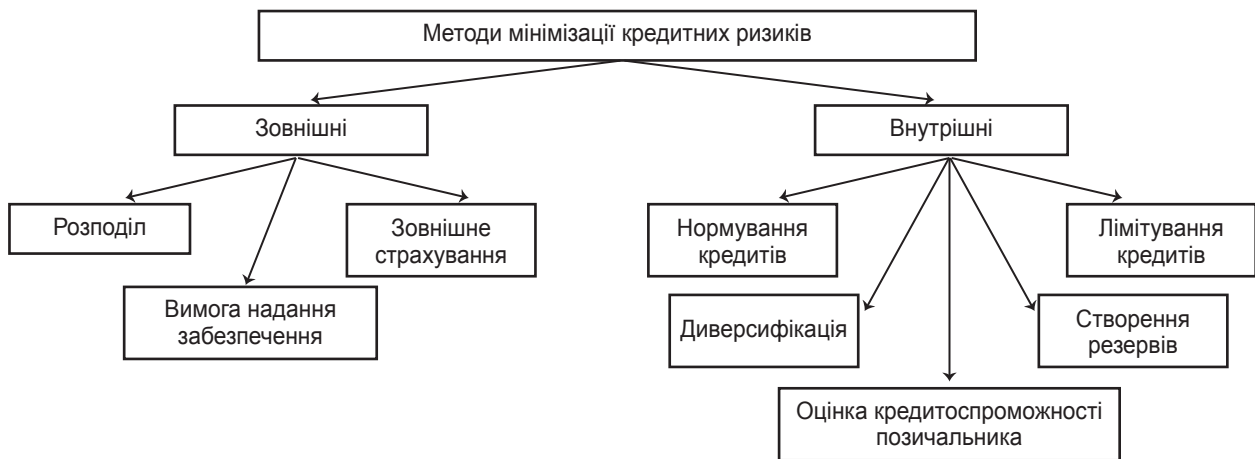 Методи мінімізації кредитних ризиків
Зовнішні
Внутрішні
Розподіл
Зовнішне
страхування
Вимога надання
забезпечення
Нормування
кредитів
Лімітування
кредитів
Диверсифікація
Створення
резервів
Оцінка кредитоспроможності
позичальника